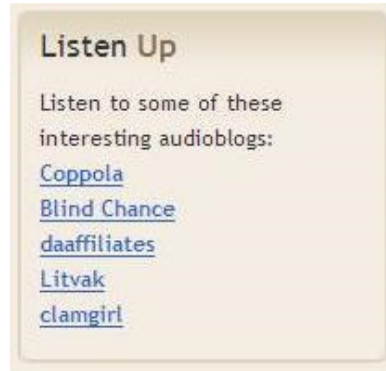 Listen Up
Listen to some of these
interesting audioblogs:
Coppola
Blind Chance
daaffiliates
Litvak
clamgirl